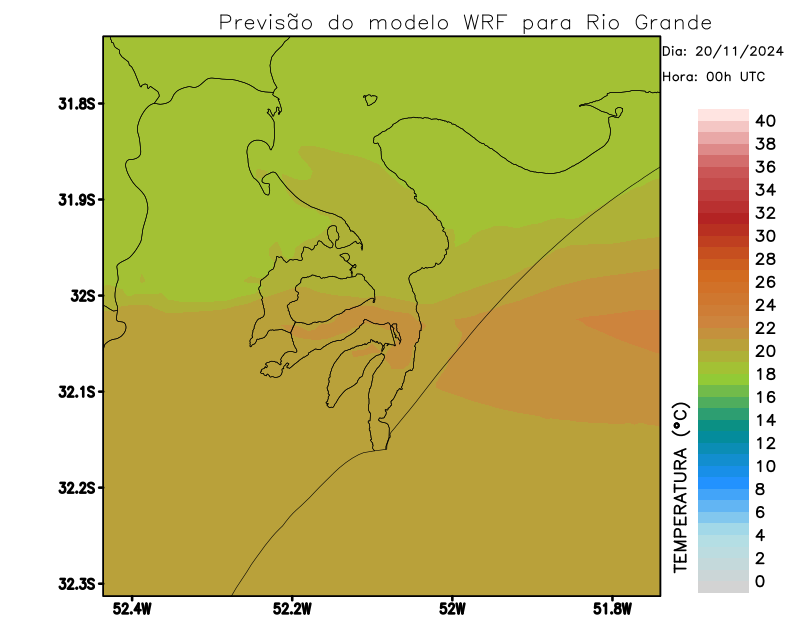 Previsão do modelo WRF para Rio Grande
Dia: 20/11/2024
Hora: 00h UTC
31.8S
31.9S
32S
32.1S
32.2S
32.3S
52.4W
52.2W
52W
51.8W
TEMPERATURA (°C)
40
38
36
34
32
30
28
26
24
22
20
18
16
14
12
10
8
6
4
2
0